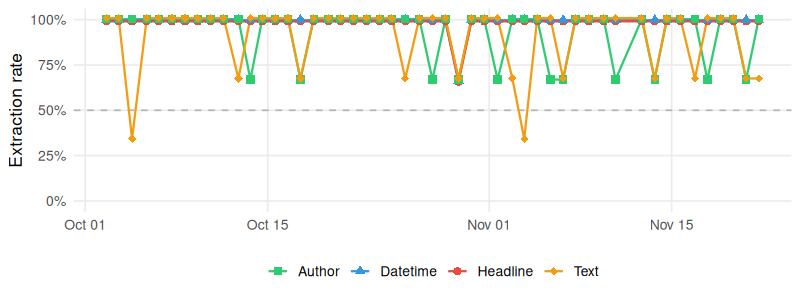 Extraction rate
100%
75%
50%
25%
0%
Oct 01
Oct 15
Nov 01
Nov 15
Author
Datetime
Headline
Text